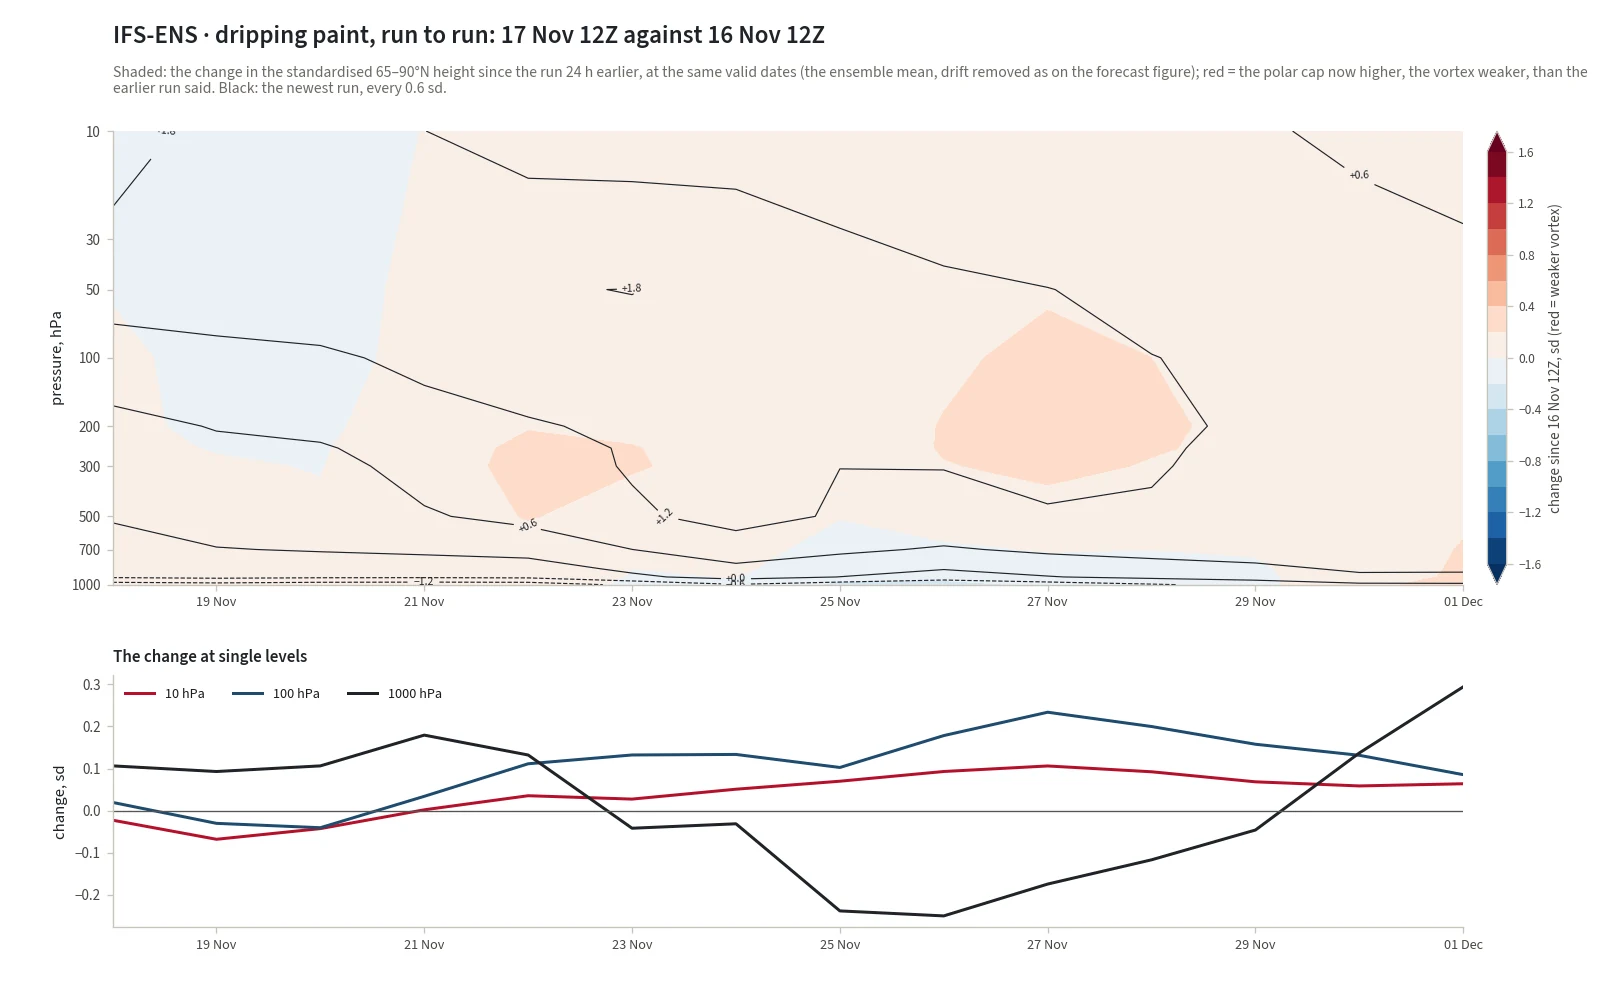 IFS-ENS · dripping paint, run to run: 17 Nov 12Z against 16 Nov 12Z
Shaded: the change in the standardised 65–90°N height since the run 24 h earlier, at the same valid dates (the ensemble mean, drift removed as on the forecast figure); red = the polar cap now higher, the vortex weaker, than the
earlier run said. Black: the newest run, every 0.6 sd.
pressure, hPa
10
30
50
100
200
300
500
700
1000
+0.6
+1.8
+1.2
+0.6
+0.0
−1.2
19 Nov
21 Nov
23 Nov
25 Nov
27 Nov
29 Nov
01 Dec
1.6
1.2
0.8
0.4
0.0
−0.4
−0.8
−1.2
−1.6
change since 16 Nov 12Z, sd (red = weaker vortex)
The change at single levels
10 hPa
100 hPa
1000 hPa
change, sd
0.3
0.2
0.1
0.0
−0.1
−0.2
19 Nov
21 Nov
23 Nov
25 Nov
27 Nov
29 Nov
01 Dec